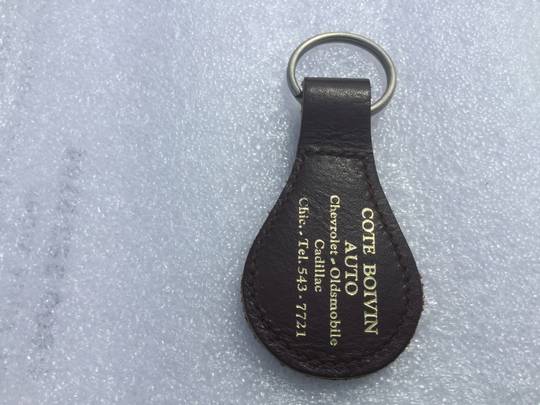 COTE BOIVIN
AUTO
Chevrolet - Oldsmobile
Cadillac
Chic. - Tel. 543 - 7721